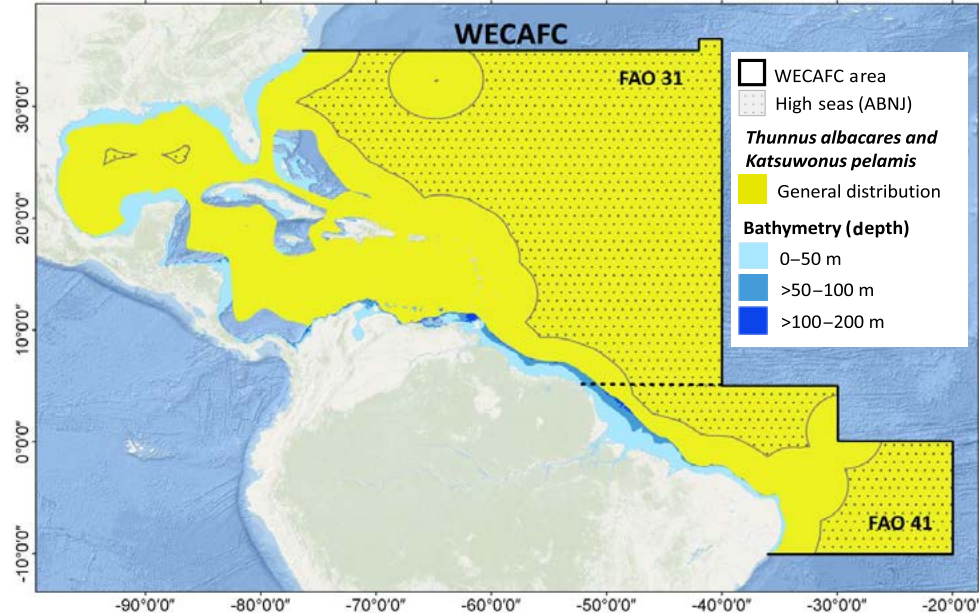 WECAFC
FAO 31
WECAFC area
High seas (ABNJ)
Thunnus albacares and
Katsuwonus pelamis
General distribution
Bathymetry (depth)
0–50 m
>50–100 m
>100–200 m
FAO 41
30°0'0"
20°0'0"
10°0'0"
0°0'0"
-10°0'0"
-90°0'0"
-80°0'0"
-70°0'0"
-60°0'0"
-50°0'0"
-40°0'0"
-30°0'0"
-20°0'0"